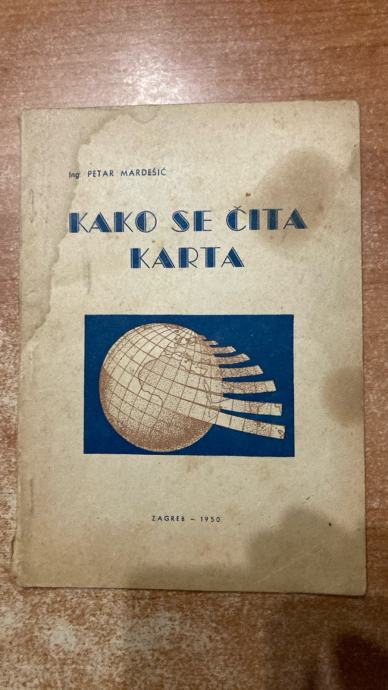 Ing. PETAR MARDEŠIĆ
KAKO SE ČITA
KARTA
ZAGREB – 1950